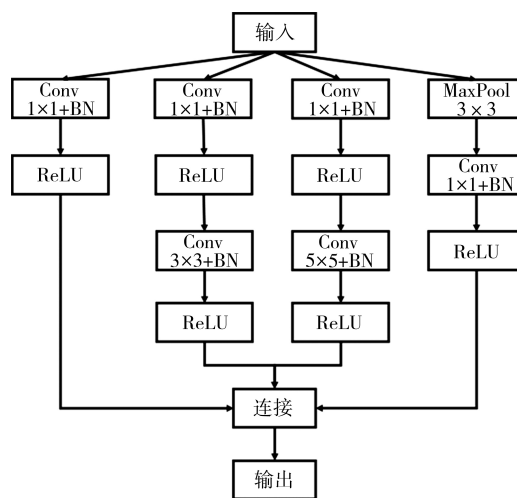 输入
Conv
1×1+BN
Conv
1×1+BN
Conv
1×1+BN
MaxPool
3×3
ReLU
ReLU
ReLU
Conv
1×1+BN
Conv
3×3+BN
Conv
5×5+BN
ReLU
ReLU
ReLU
连接
输出